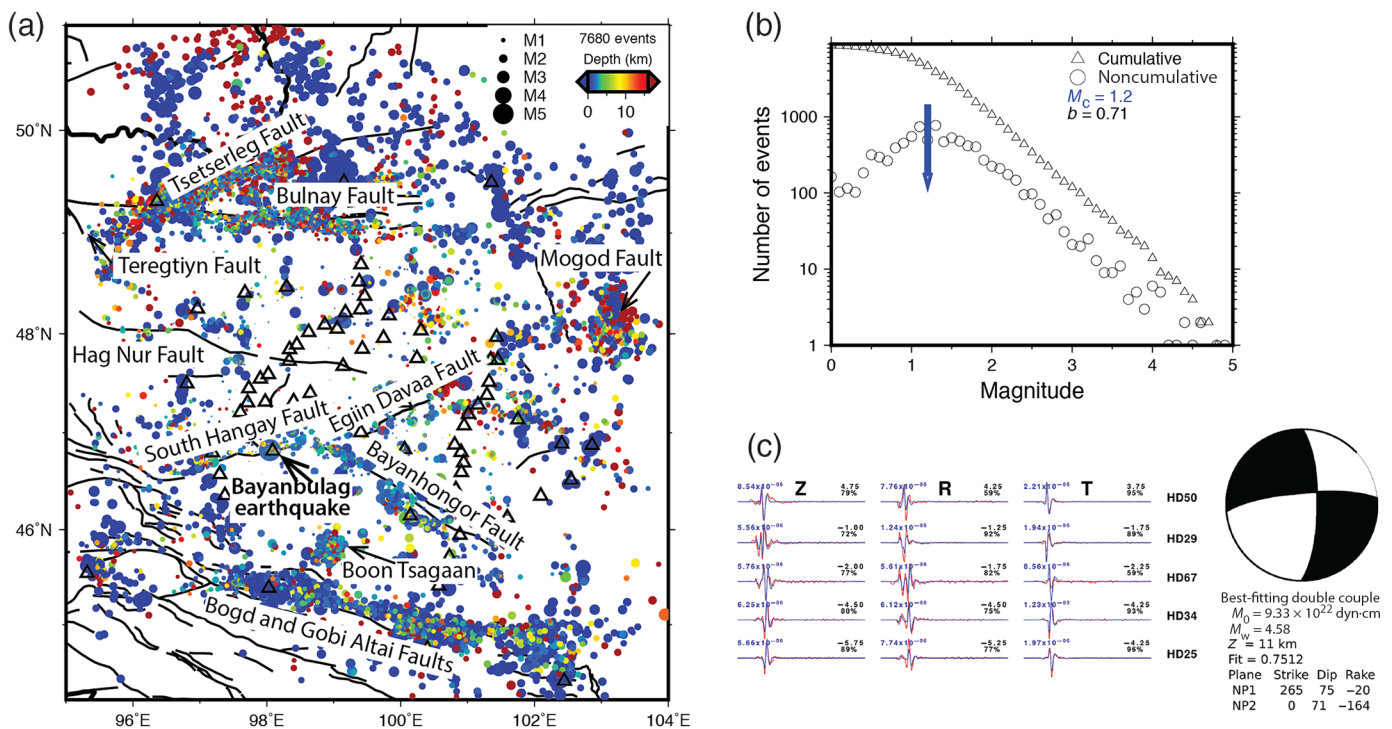 (a)
M1
M2
M3
M4
M5
7680 events
Depth (km)
0 10
50°N
48°N
46°N
96°E 98°E 100°E 102°E 104°E
Tsetserleg Fault
Bulnay Fault
Teregtiyn Fault
Mogod Fault
Hag Nur Fault
Egiin Davaa Fault
South Hangay Fault
Bayanhongor Fault
Bayanbulag
earthquake
Boon Tsagaan
Bogd and Gobi Altai Faults
(b)
Number of events
1000
100
10
1
0 1 2 3 4 5
Magnitude
Cumulative
Noncumulative
Mc = 1.2
b = 0.71
(c)
Z R T
8.54x10-05 4.75 79% 7.76x10-05 4.25 59% 2.21x10-05 3.75 95% HD50
5.56x10-06 -1.00 72% 1.24x10-05 -1.25 92% 1.94x10-05 -1.75 89% HD29
5.76x10-06 -2.00 77% 5.61x10-06 -1.75 82% 8.56x10-06 -2.25 59% HD67
6.25x10-06 -4.50 80% 6.12x10-06 -4.50 75% 1.23x10-05 -4.25 93% HD34
5.66x10-06 -5.75 89% 7.74x10-06 -5.25 77% 1.97x10-05 -4.25 96% HD25
Best-fitting double couple
M0 = 9.33 × 10²² dyn·cm
Mw = 4.58
Z = 11 km
Fit = 0.7512
Plane Strike Dip Rake
NP1 265 75 −20
NP2 0 71 −164